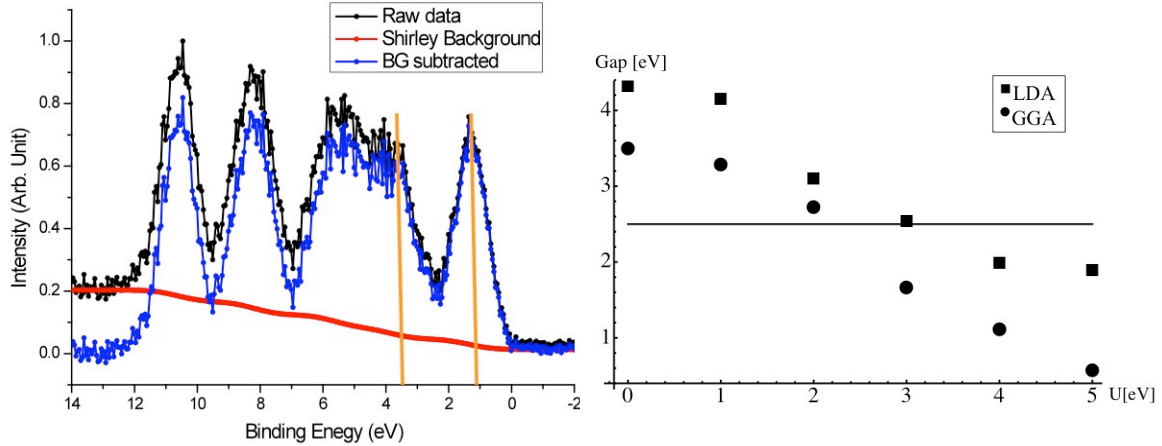 Raw data
Shirley Background
BG subtracted
1.0
0.8
0.6
0.4
0.2
0.0
Intensity (Arb. Unit)
14 12 10 8 6 4 2 0 -2
Binding Enegy (eV)
Gap [eV]
LDA
GGA
4
3
2
1
0 1 2 3 4 5 U[eV]